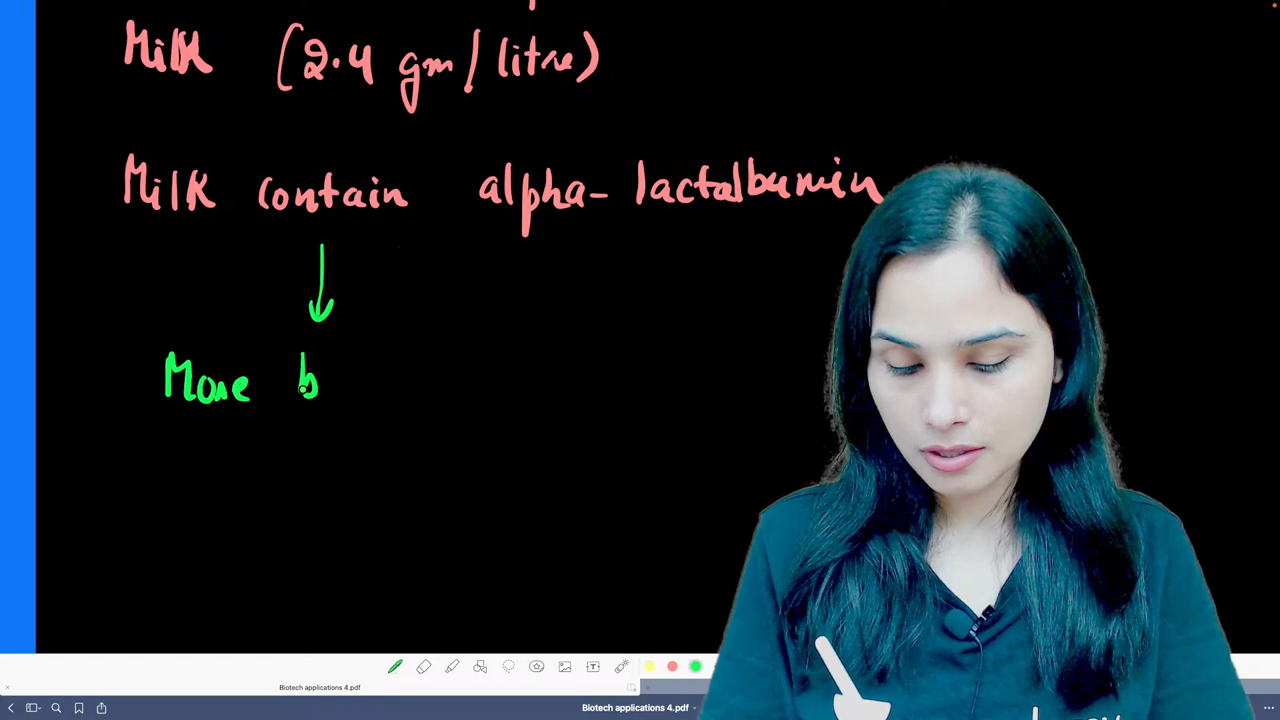 Milk (2.4 gm/litre)
Milk contain alpha-lactalbumin
More b
Biotech applications 4.pdf
Biotech applications 4.pdf